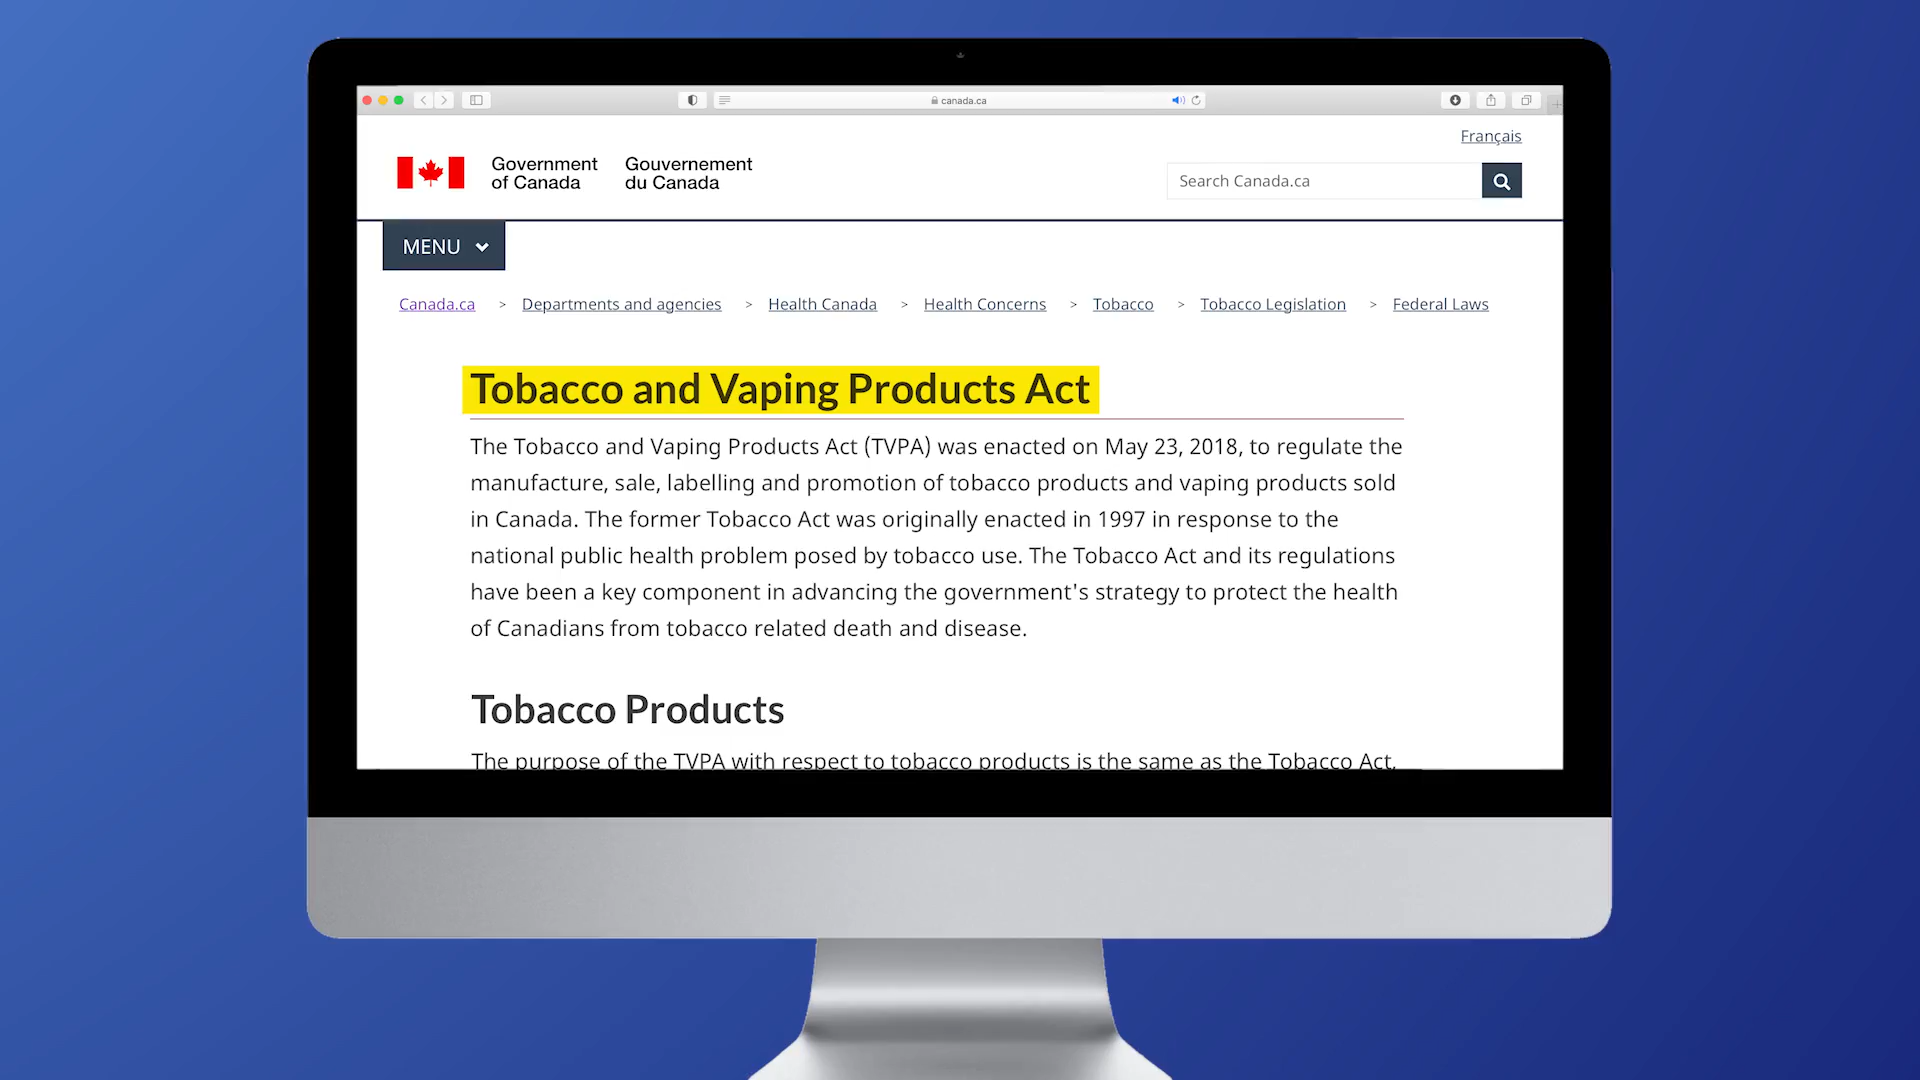 canada.ca
Français
Government of Canada
Gouvernement du Canada
Search Canada.ca
MENU
Canada.ca > Departments and agencies > Health Canada > Health Concerns > Tobacco > Tobacco Legislation > Federal Laws
Tobacco and Vaping Products Act
The Tobacco and Vaping Products Act (TVPA) was enacted on May 23, 2018, to regulate the
manufacture, sale, labelling and promotion of tobacco products and vaping products sold
in Canada. The former Tobacco Act was originally enacted in 1997 in response to the
national public health problem posed by tobacco use. The Tobacco Act and its regulations
have been a key component in advancing the government's strategy to protect the health
of Canadians from tobacco related death and disease.
Tobacco Products
The purpose of the TVPA with respect to tobacco products is the same as the Tobacco Act,